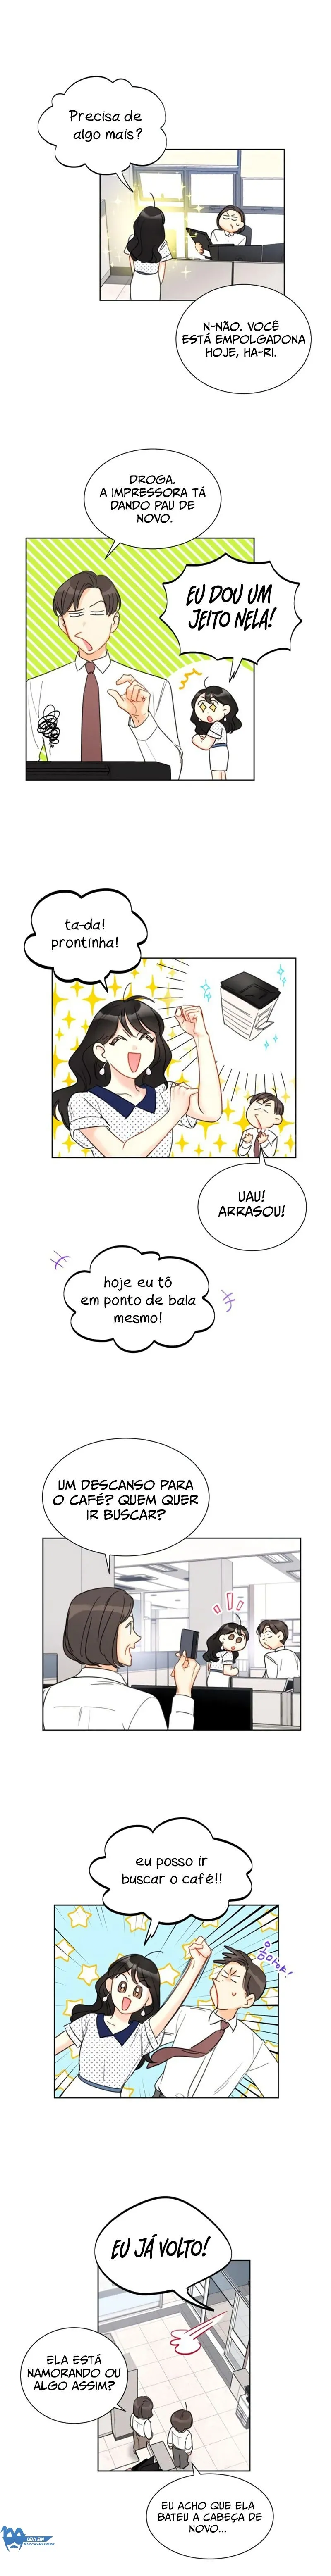 Precisa de
algo mais?
N-NÃO. VOCÊ
ESTÁ EMPOLGADONA
HOJE, HA-RI.
DROGA.
A IMPRESSORA TÁ
DANDO PAU DE
NOVO.
EU DOU UM
JEITO NELA!
ta-da!
prontinha!
UAU!
ARRASOU!
hoje eu tô
em ponto de bala
mesmo!
UM DESCANSO PARA
O CAFÉ? QUEM QUER
IR BUSCAR?
eu posso ir
buscar o café!!
EU JÁ VOLTO!
ELA ESTÁ
NAMORANDO OU
ALGO ASSIM?
EU ACHO QUE ELA
BATEU A CABEÇA DE
NOVO...
LEIA EM